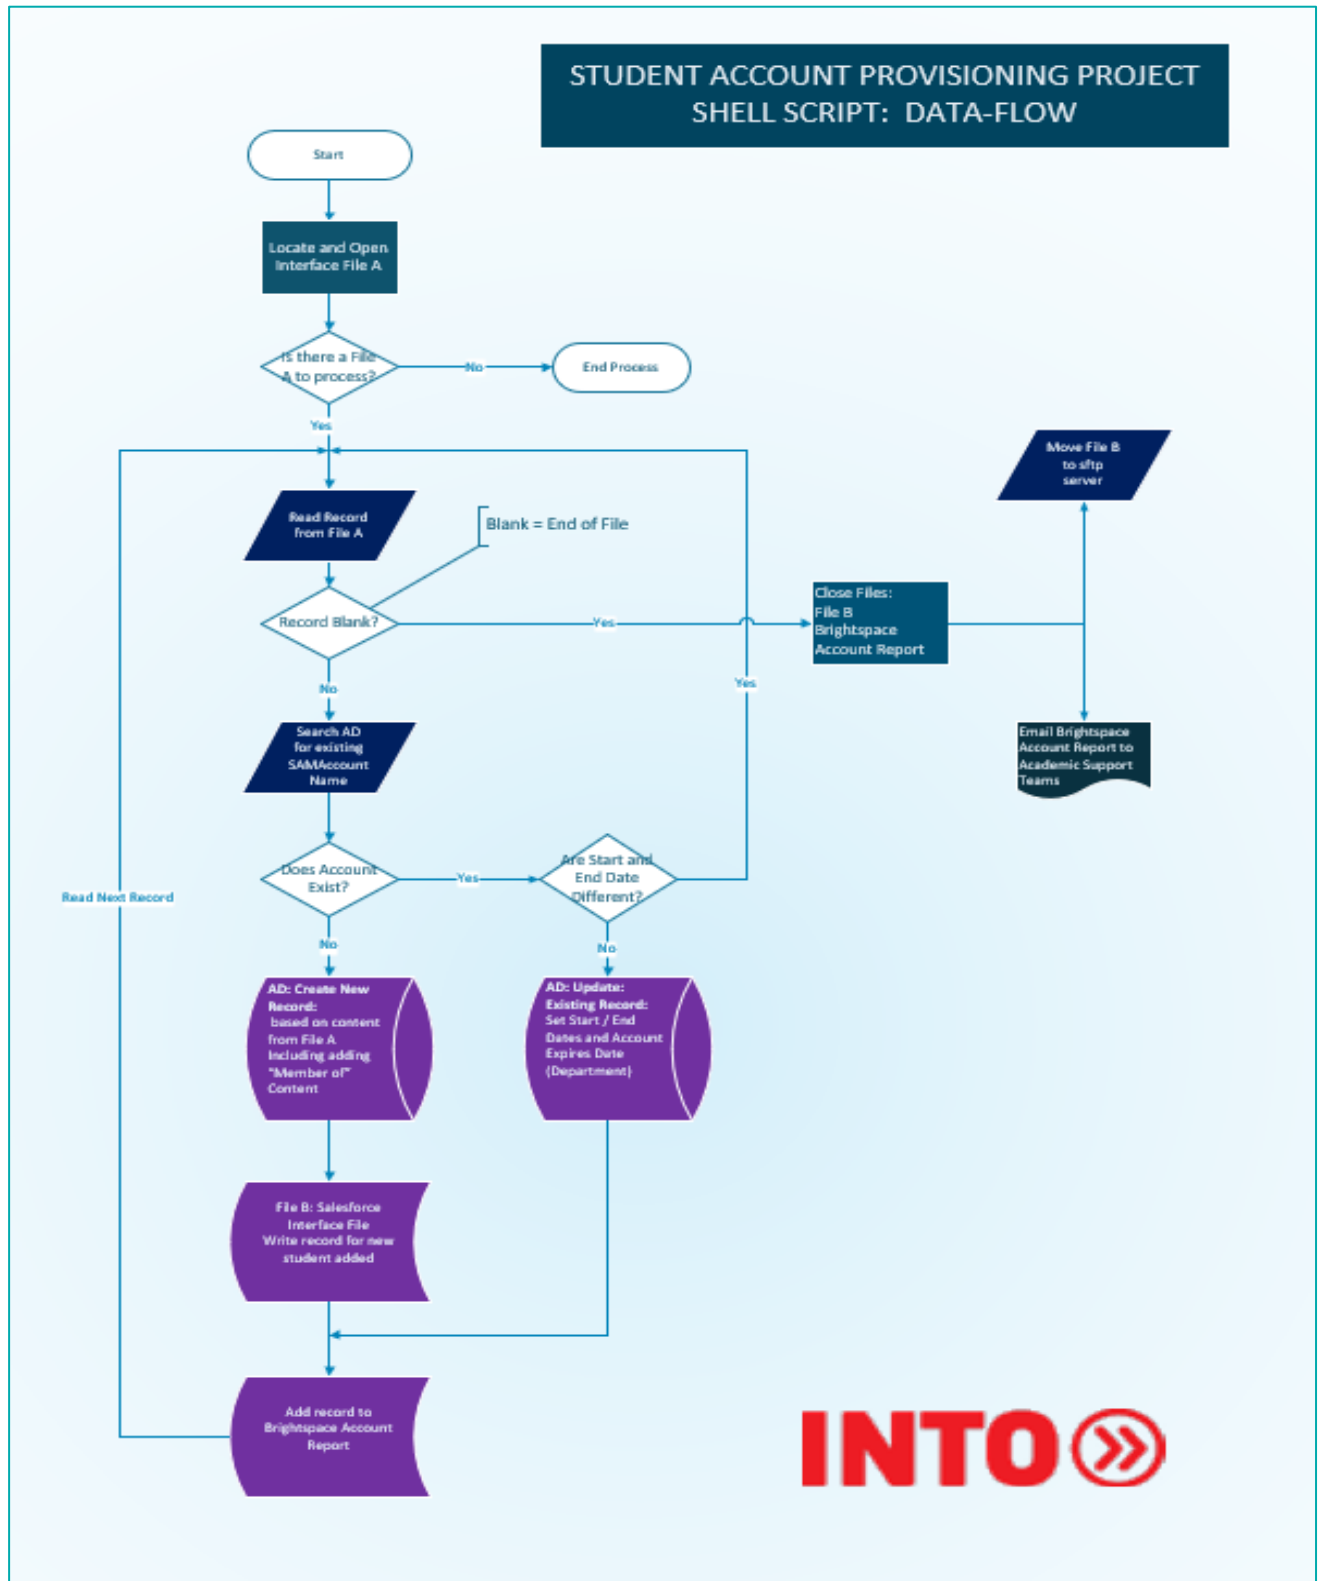 STUDENT ACCOUNT PROVISIONING PROJECT
SHELL SCRIPT:  DATA-FLOW
Start
Locate and Open
Interface File A
Is there a File
A to process?
No
End Process
Yes
Read Record
from File A
Blank = End of File
Move File B
to sftp
server
Record Blank?
Yes
Close Files:
File B
Brightspace
Account Report
No
Yes
Search AD
for existing
SAMAccount
Name
Email Brightspace
Account Report to
Academic Support
Teams
Does Account
Exist?
Yes
Are Start and
End Date
Different?
Read Next Record
No
No
AD: Create New
Record:
based on content
from File A
Including adding
"Member of"
Content
AD: Update:
Existing Record:
Set Start / End
Dates and Account
Expires Date
(Department)
File B: Salesforce
Interface File
Write record for new
student added
Add record to
Brightspace Account
Report
INTO